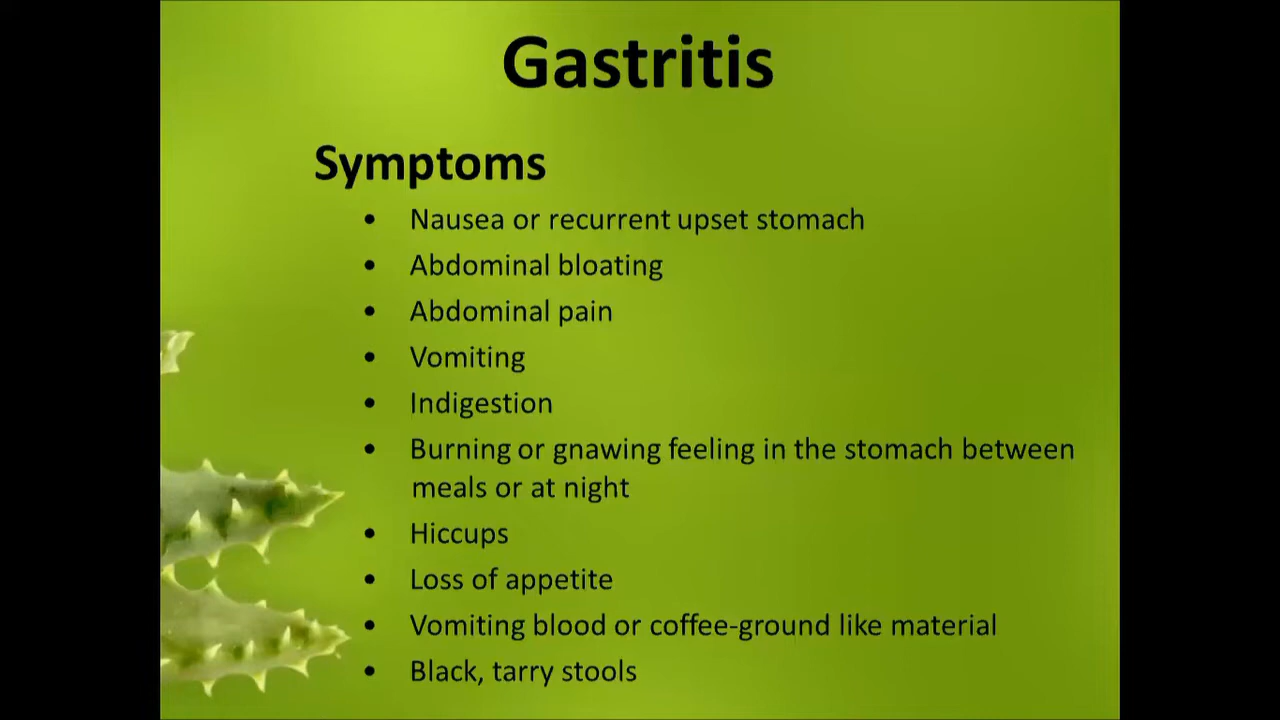 Gastritis
Symptoms
• Nausea or recurrent upset stomach
• Abdominal bloating
• Abdominal pain
• Vomiting
• Indigestion
• Burning or gnawing feeling in the stomach between
meals or at night
• Hiccups
• Loss of appetite
• Vomiting blood or coffee-ground like material
• Black, tarry stools